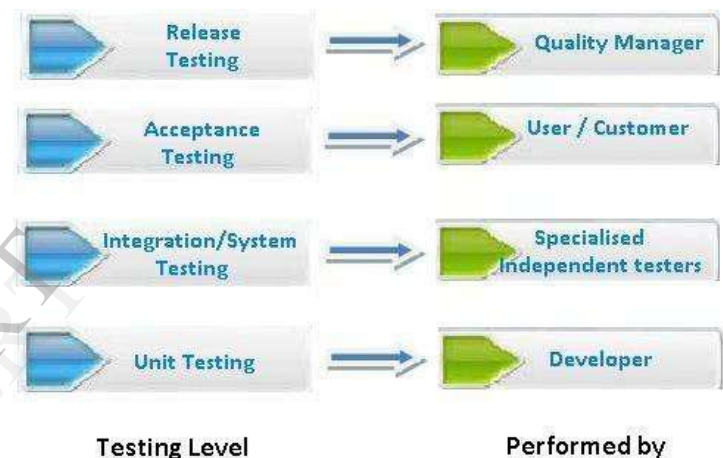 Release
Testing
Quality Manager
Acceptance
Testing
User / Customer
Integration/System
Testing
Specialised
Independent testers
Unit Testing
Developer
Testing Level
Performed by